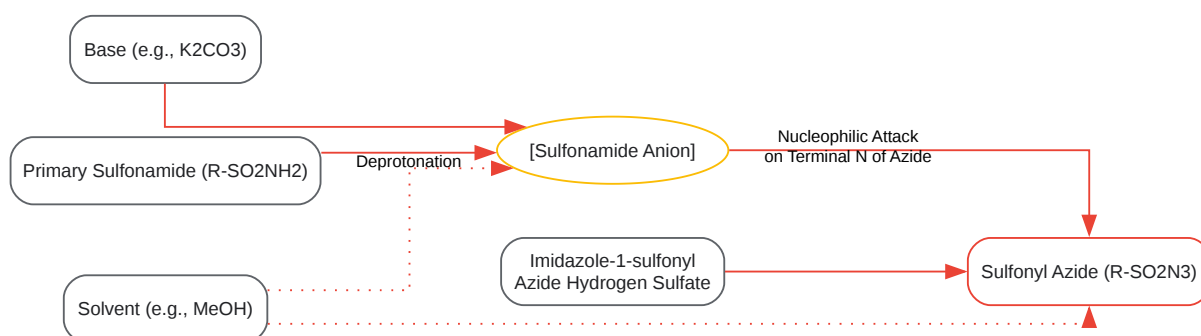 Base (e.g., K2CO3)
Primary Sulfonamide (R-SO2NH2)
Deprotonation
[Sulfonamide Anion]
Nucleophilic Attack
on Terminal N of Azide
Imidazole-1-sulfonyl
Azide Hydrogen Sulfate
Sulfonyl Azide (R-SO2N3)
Solvent (e.g., MeOH)